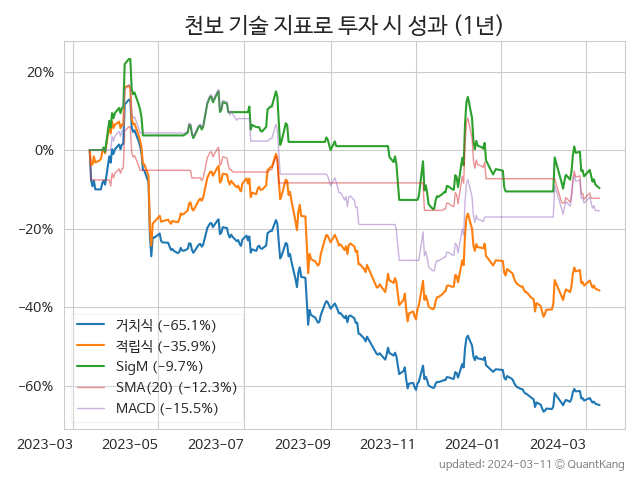 천보 기술 지표로 투자 시 성과 (1년)
20%
0%
−20%
−40%
−60%
거치식 (−65.1%)
적립식 (−35.9%)
SigM (−9.7%)
SMA(20) (−12.3%)
MACD (−15.5%)
2023-03 2023-05 2023-07 2023-09 2023-11 2024-01 2024-03
updated: 2024-03-11 © QuantKang